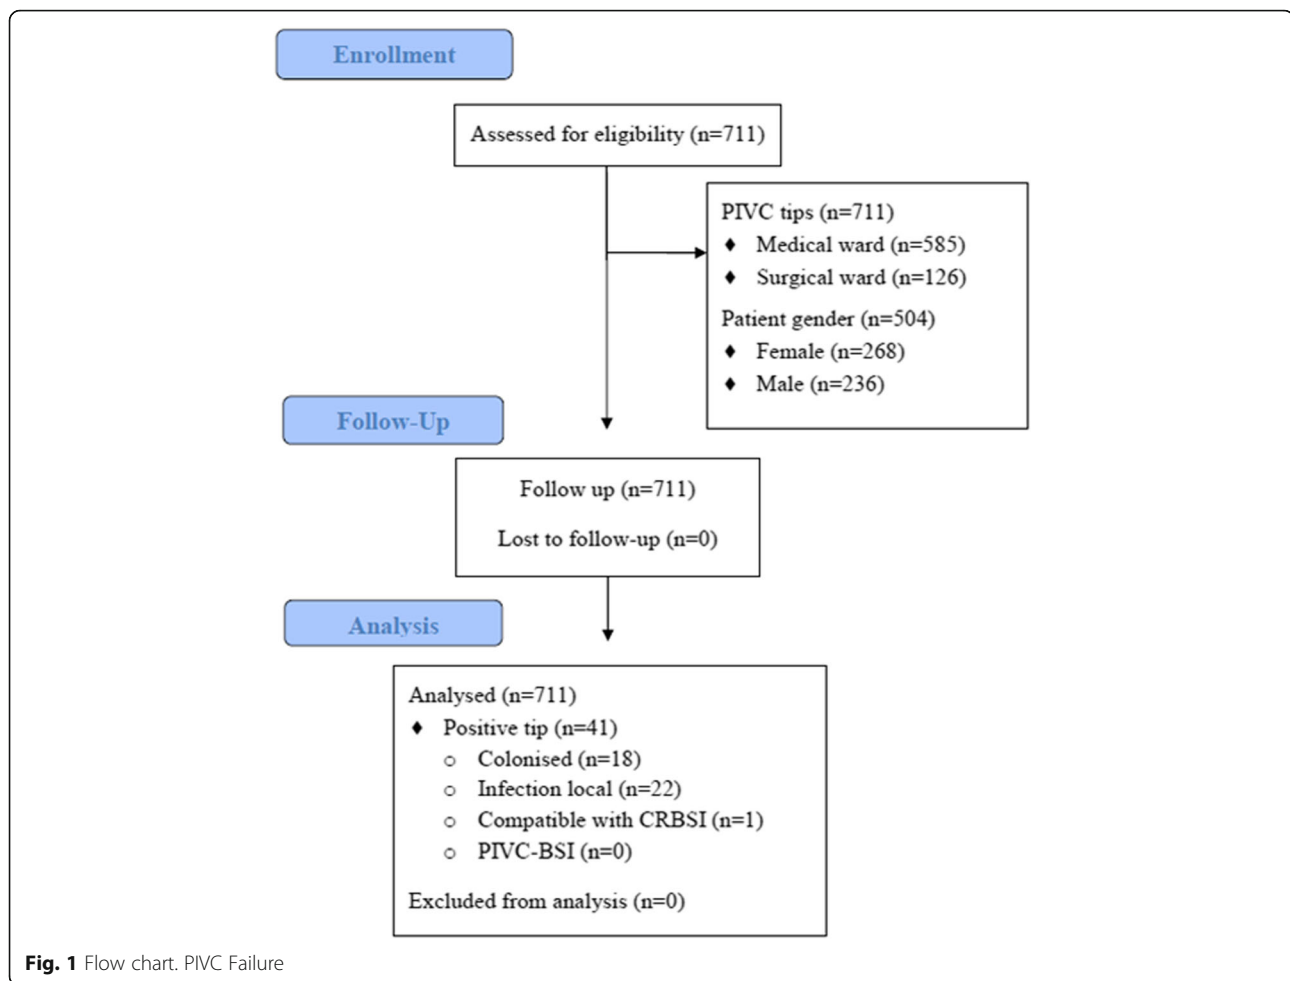 Enrollment
Assessed for eligibility (n=711)
PIVC tips (n=711)
♦ Medical ward (n=585)
♦ Surgical ward (n=126)
Patient gender (n=504)
♦ Female (n=268)
♦ Male (n=236)
Follow-Up
Follow up (n=711)
Lost to follow-up (n=0)
Analysis
Analysed (n=711)
♦ Positive tip (n=41)
○ Colonised (n=18)
○ Infection local (n=22)
○ Compatible with CRBSI (n=1)
○ PIVC-BSI (n=0)
Excluded from analysis (n=0)
Fig. 1 Flow chart. PIVC Failure